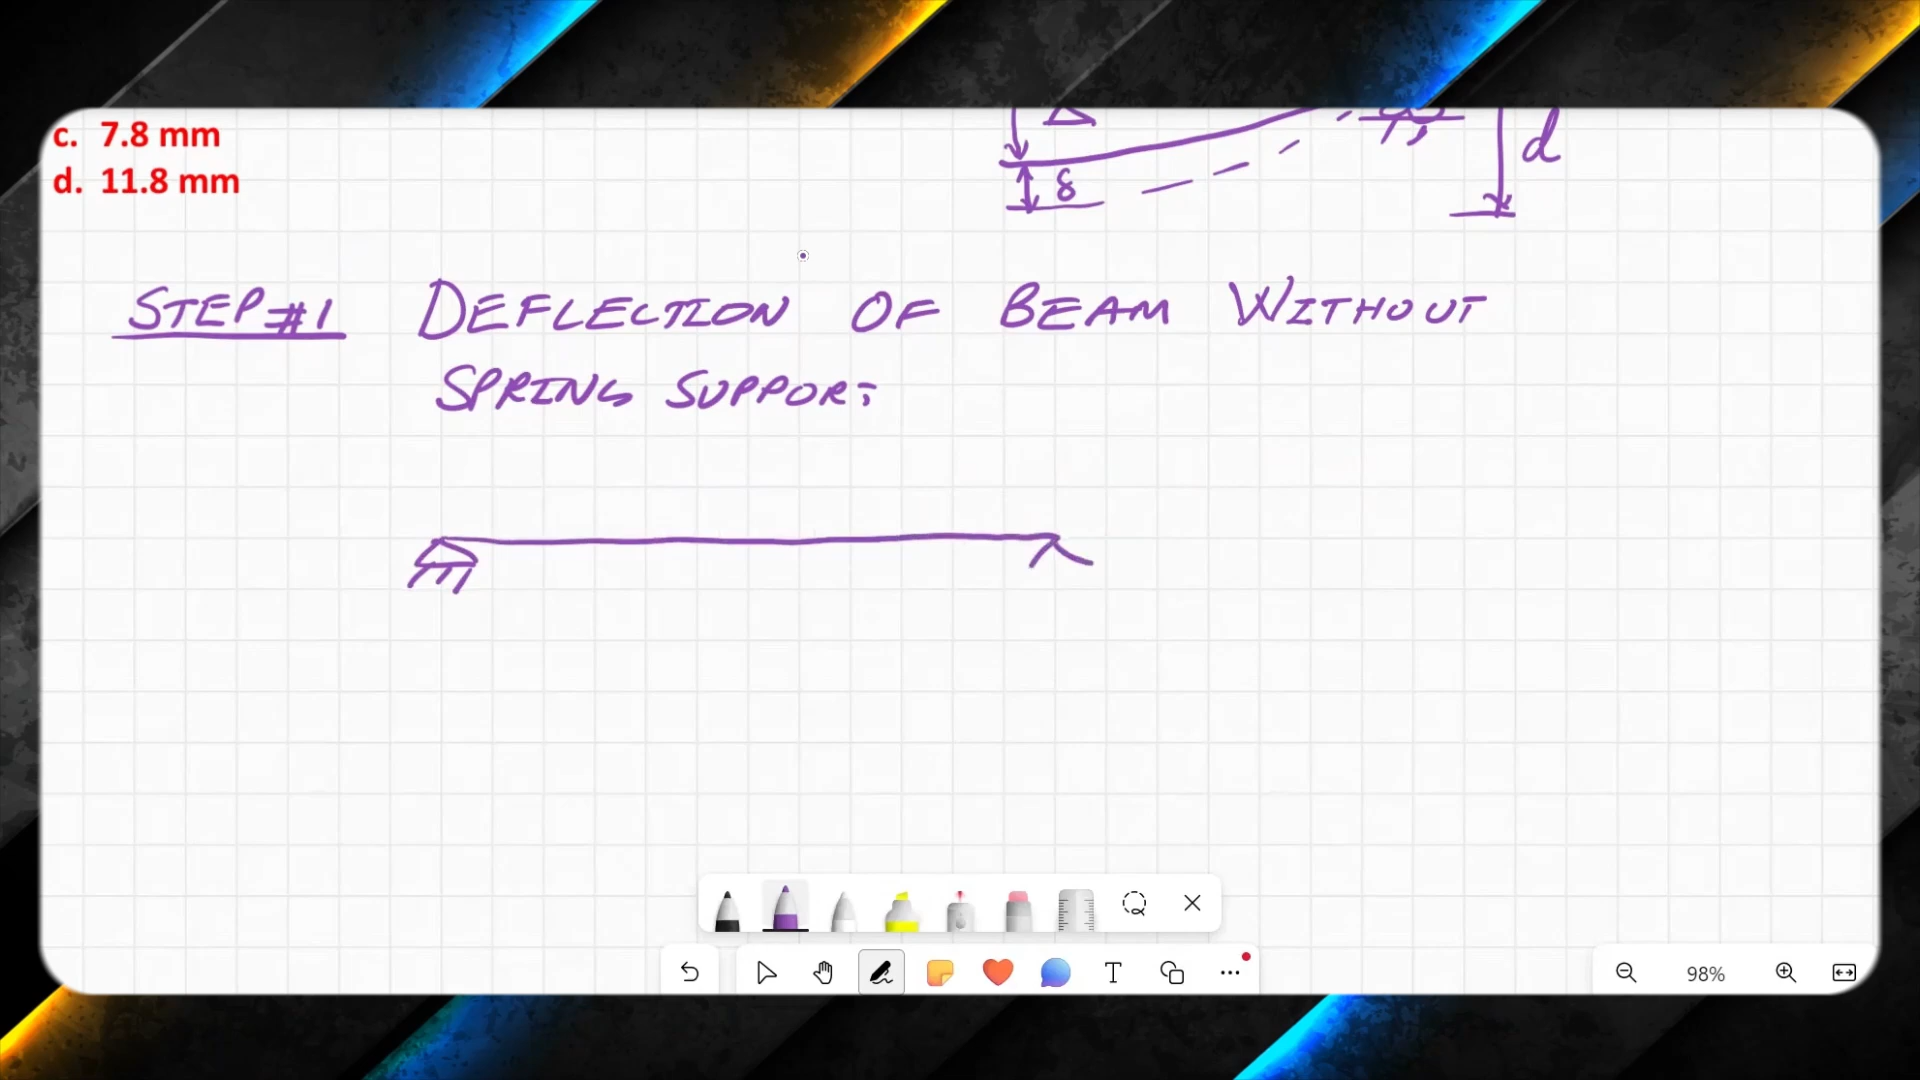 c. 7.8 mm
d. 11.8 mm
Δ
δ
d
STEP #1 DEFLECTION OF BEAM WITHOUT
SPRING SUPPORT
98%